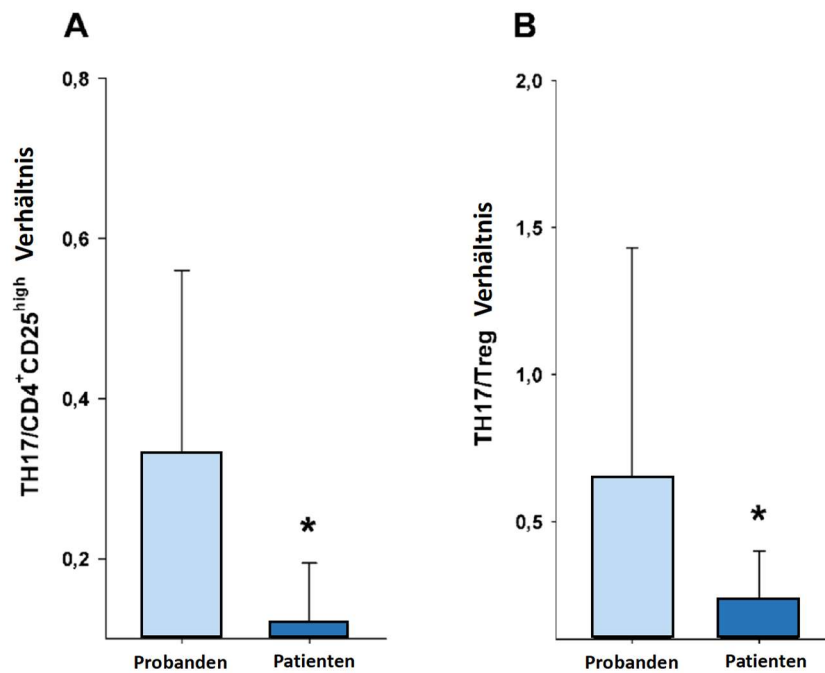 A
0,8
0,6
0,4
0,2
TH17/CD4⁺CD25ʰⁱᵍʰ Verhältnis
*
Probanden
Patienten
B
2,0
1,5
1,0
0,5
TH17/Treg Verhältnis
*
Probanden
Patienten